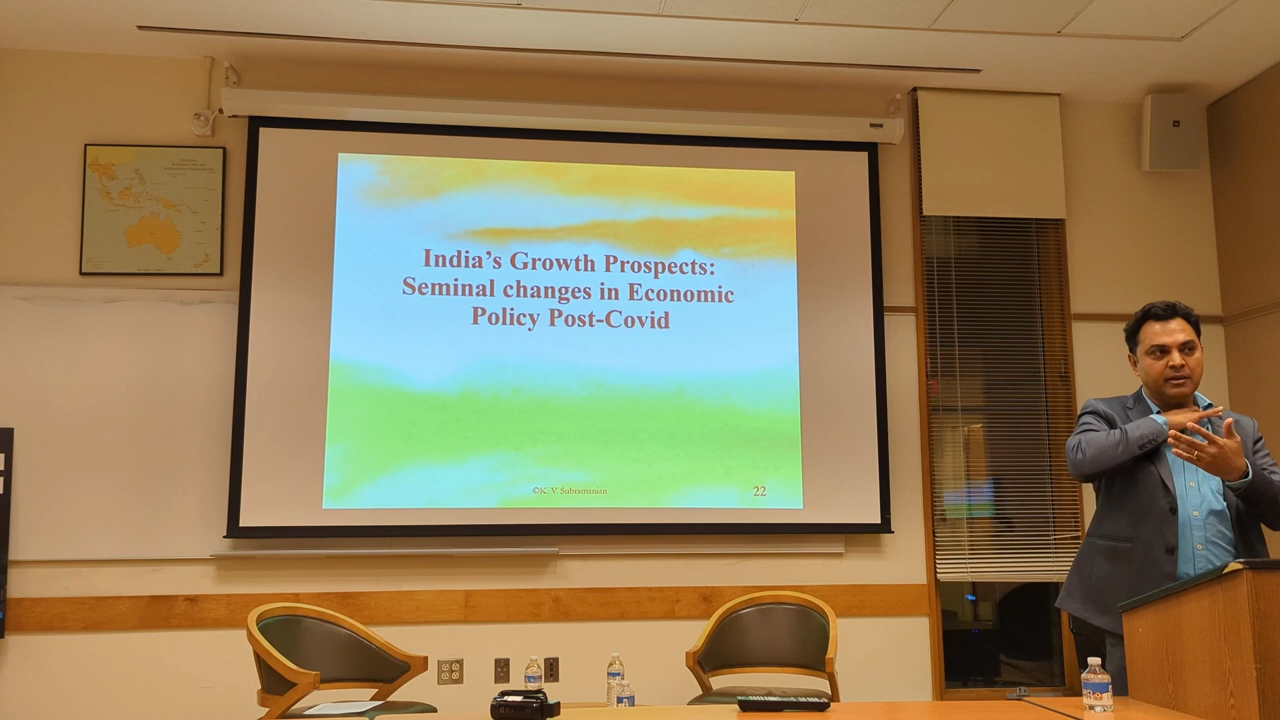 India's Growth Prospects:
Seminal changes in Economic
Policy Post-Covid
©K. V. Subramanian
22